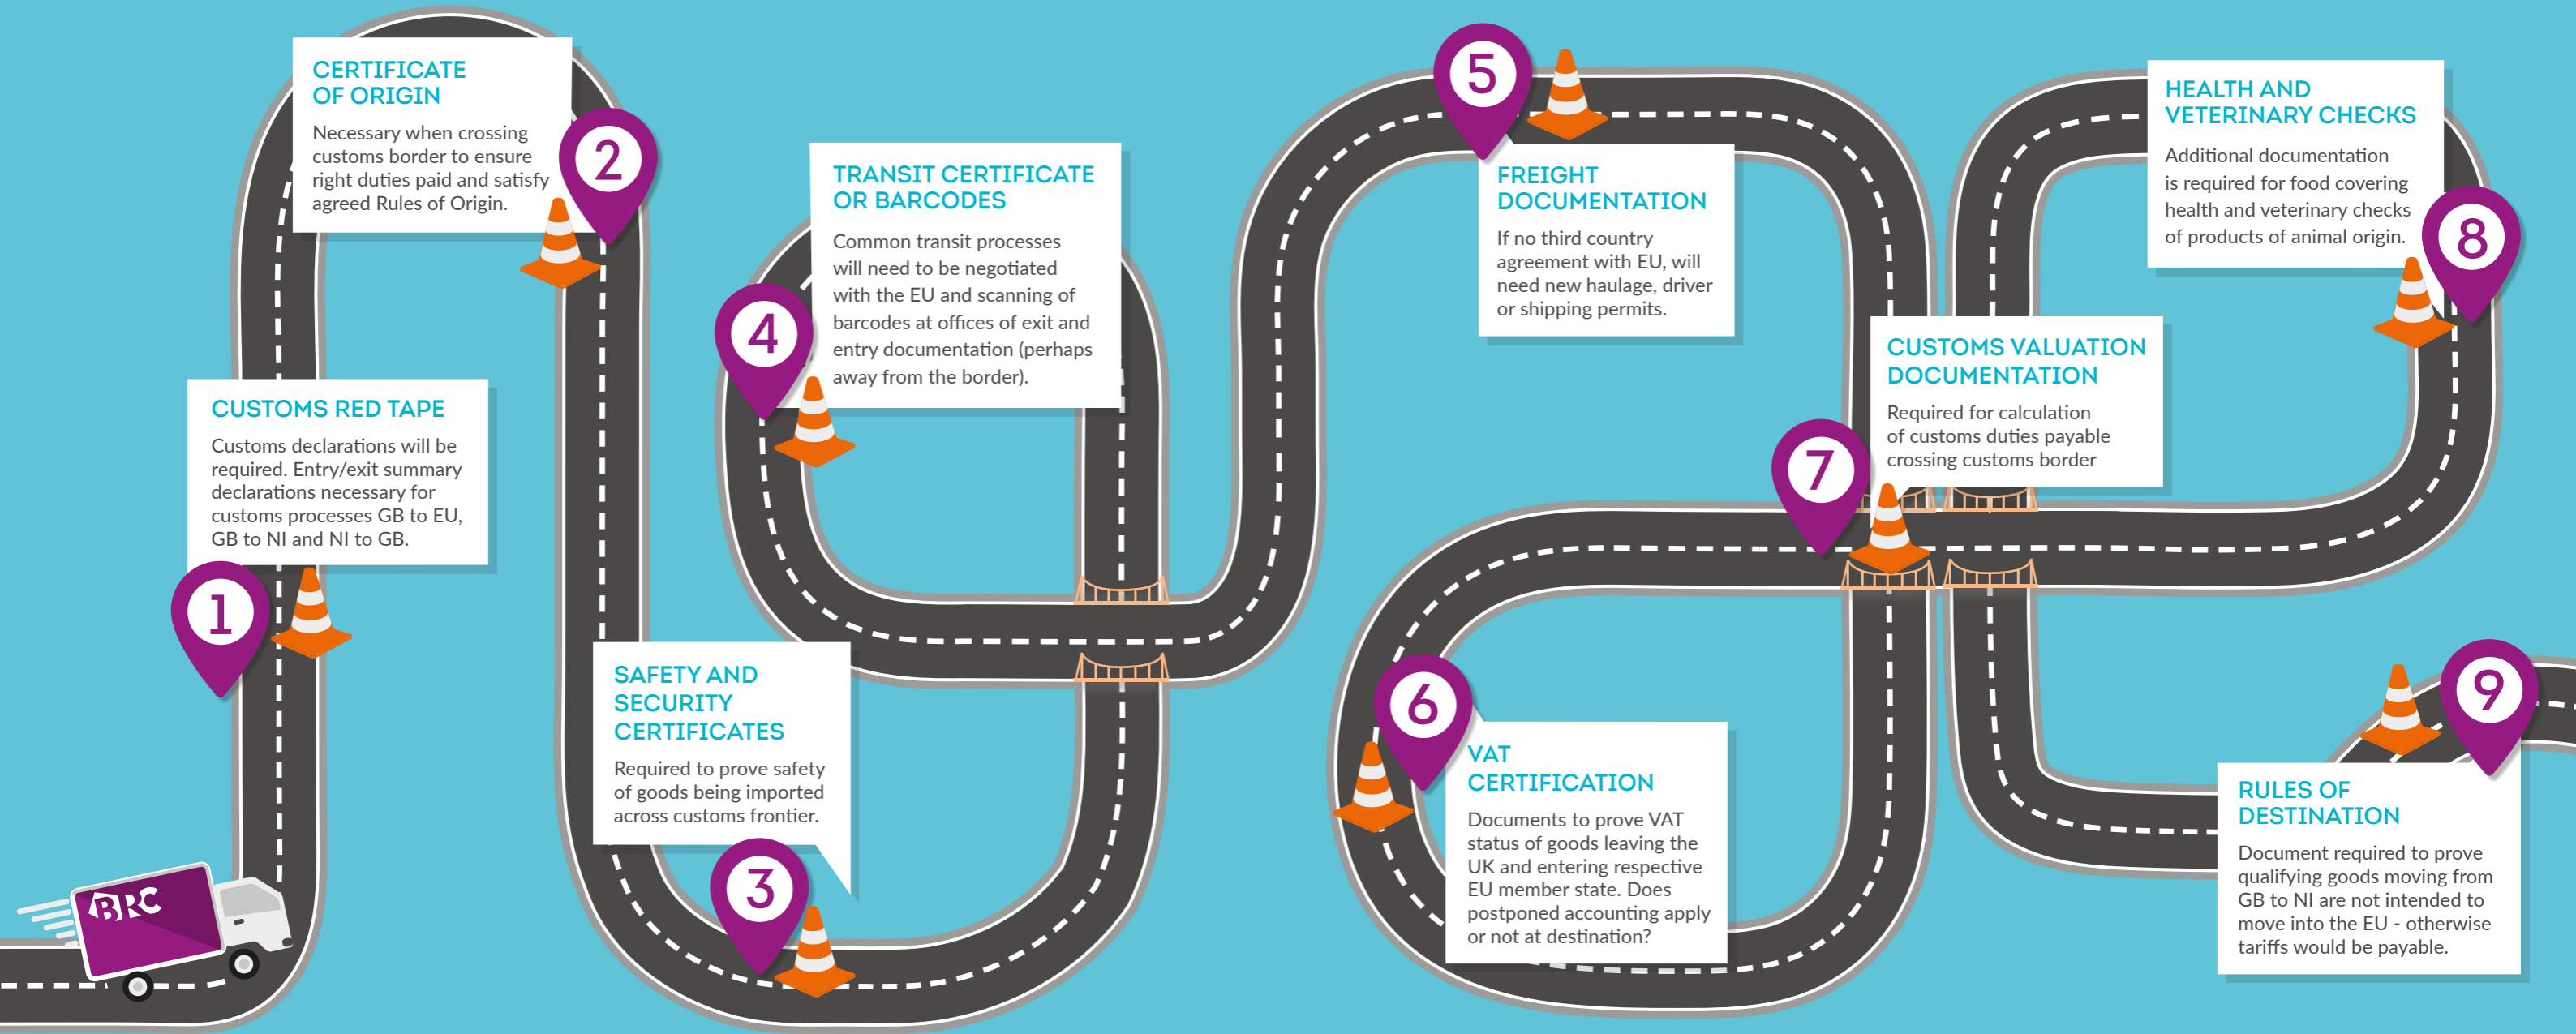 BRC
1
CUSTOMS RED TAPE
Customs declarations will be
required. Entry/exit summary
declarations necessary for
customs processes GB to EU,
GB to NI and NI to GB.
2
CERTIFICATE
OF ORIGIN
Necessary when crossing
customs border to ensure
right duties paid and satisfy
agreed Rules of Origin.
3
SAFETY AND
SECURITY
CERTIFICATES
Required to prove safety
of goods being imported
across customs frontier.
4
TRANSIT CERTIFICATE
OR BARCODES
Common transit processes
will need to be negotiated
with the EU and scanning of
barcodes at offices of exit and
entry documentation (perhaps
away from the border).
5
FREIGHT
DOCUMENTATION
If no third country
agreement with EU, will
need new haulage, driver
or shipping permits.
6
VAT
CERTIFICATION
Documents to prove VAT
status of goods leaving the
UK and entering respective
EU member state. Does
postponed accounting apply
or not at destination?
7
CUSTOMS VALUATION
DOCUMENTATION
Required for calculation
of customs duties payable
crossing customs border
8
HEALTH AND
VETERINARY CHECKS
Additional documentation
is required for food covering
health and veterinary checks
of products of animal origin.
9
RULES OF
DESTINATION
Document required to prove
qualifying goods moving from
GB to NI are not intended to
move into the EU - otherwise
tariffs would be payable.